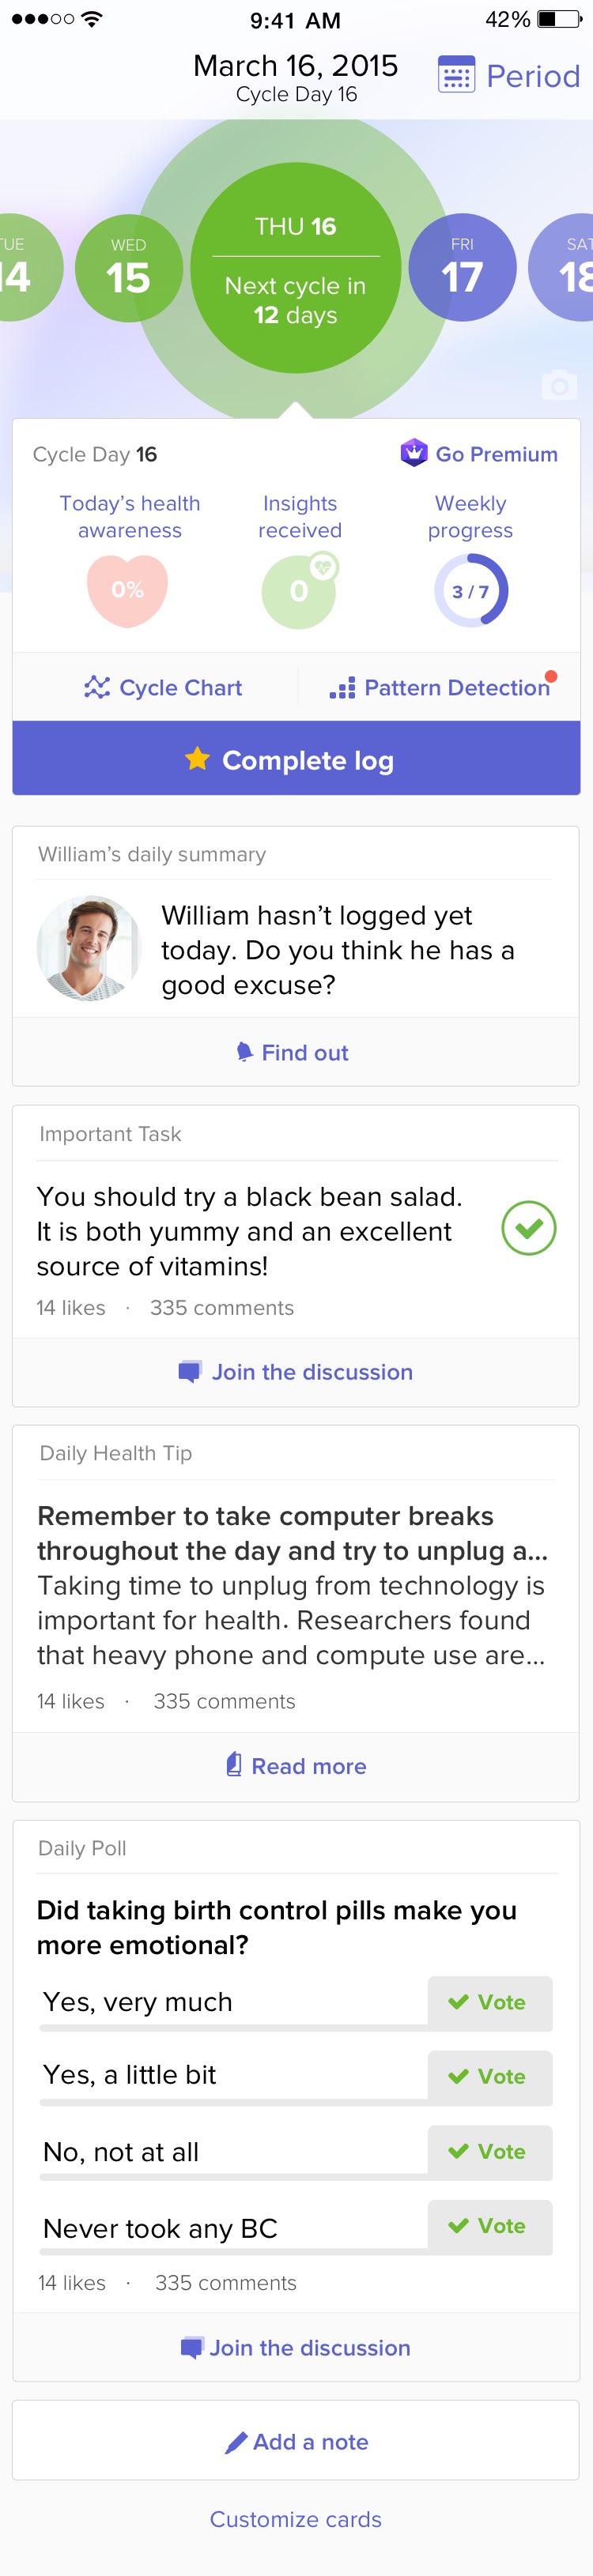 9:41 AM
42%
March 16, 2015
Cycle Day 16
Period
TUE
14
WED
15
THU 16
Next cycle in
12 days
FRI
17
SAT
18
Cycle Day 16
Go Premium
Today's health
awareness
0%
Insights
received
0
Weekly
progress
3 / 7
Cycle Chart
Pattern Detection
Complete log
William's daily summary
William hasn't logged yet
today. Do you think he has a
good excuse?
Find out
Important Task
You should try a black bean salad.
It is both yummy and an excellent
source of vitamins!
14 likes · 335 comments
Join the discussion
Daily Health Tip
Remember to take computer breaks
throughout the day and try to unplug a...
Taking time to unplug from technology is
important for health. Researchers found
that heavy phone and compute use are...
14 likes · 335 comments
Read more
Daily Poll
Did taking birth control pills make you
more emotional?
Yes, very much
Vote
Yes, a little bit
Vote
No, not at all
Vote
Never took any BC
Vote
14 likes · 335 comments
Join the discussion
Add a note
Customize cards